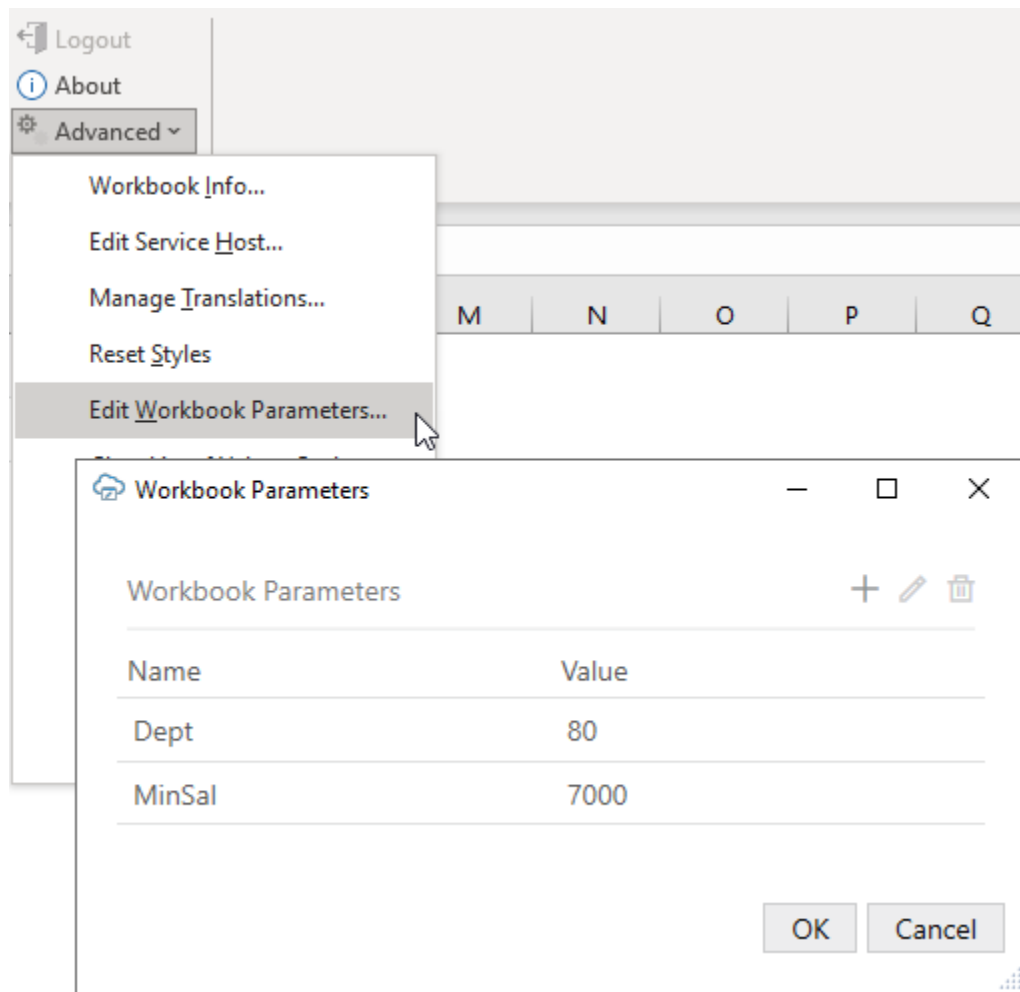 Logout
About
Advanced
Workbook Info...
Edit Service Host...
Manage Translations...
Reset Styles
Edit Workbook Parameters...
M N O P Q
Workbook Parameters
Workbook Parameters
Name Value
Dept 80
MinSal 7000
OK Cancel